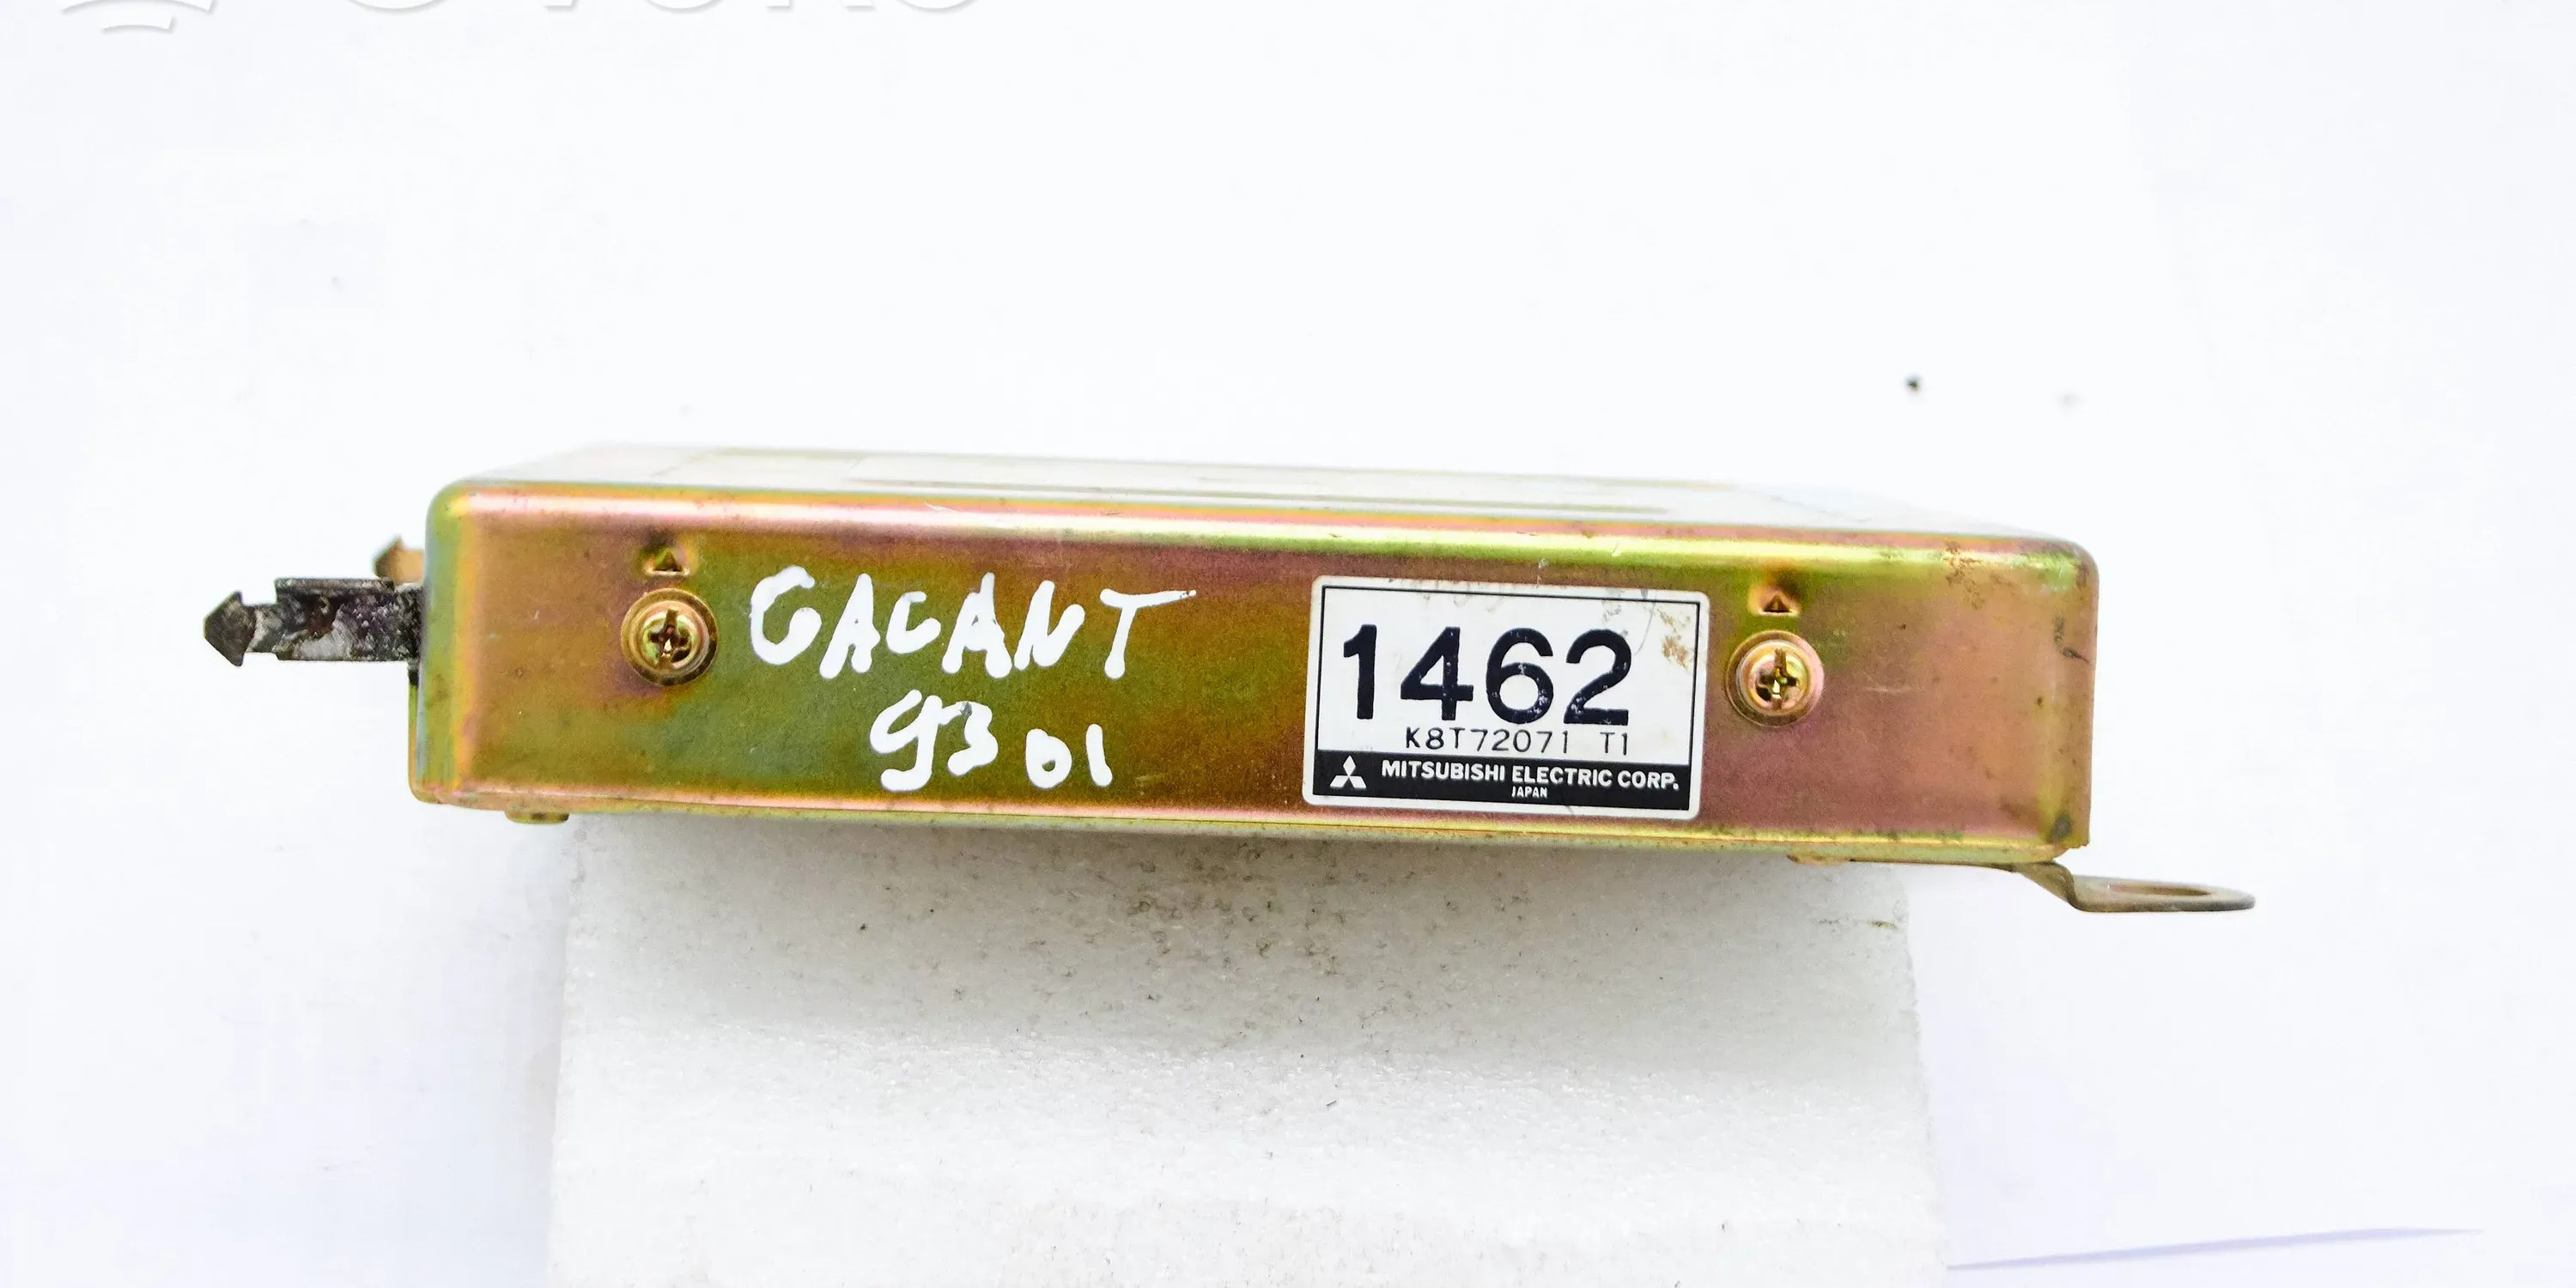 GALANT
93 01
1462
K8T72071 T1
MITSUBISHI ELECTRIC CORP.
JAPAN